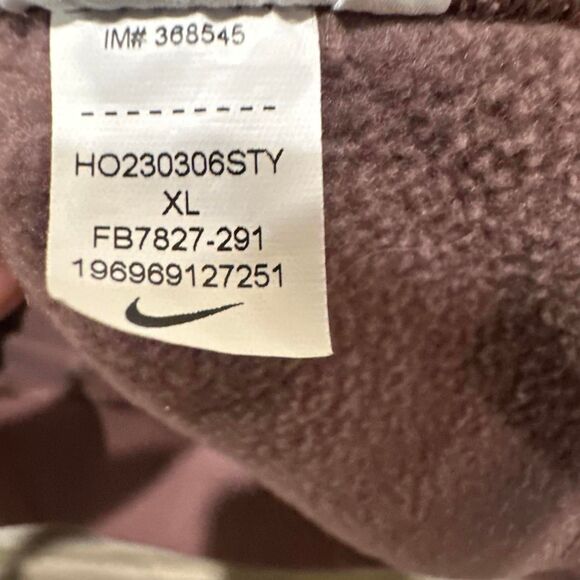 IM# 368545
----------
HO230306STY
XL
FB7827-291
196969127251